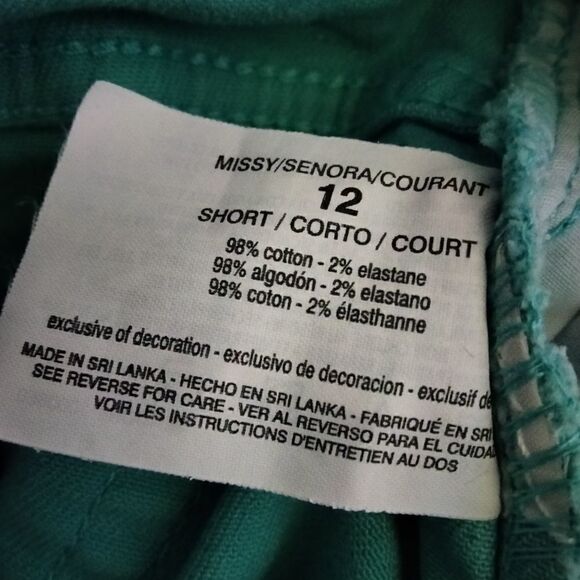 MISSY/SENORA/COURANT
12
SHORT / CORTO / COURT
98% cotton - 2% elastane
98% algodón - 2% elastano
98% coton - 2% élasthanne
exclusive of decoration - exclusivo de decoracion - exclusif de
MADE IN SRI LANKA - HECHO EN SRI LANKA - FABRIQUÉ EN SRI
SEE REVERSE FOR CARE - VER AL REVERSO PARA EL
VOIR LES INSTRUCTIONS D'ENTRETIEN AU DOS